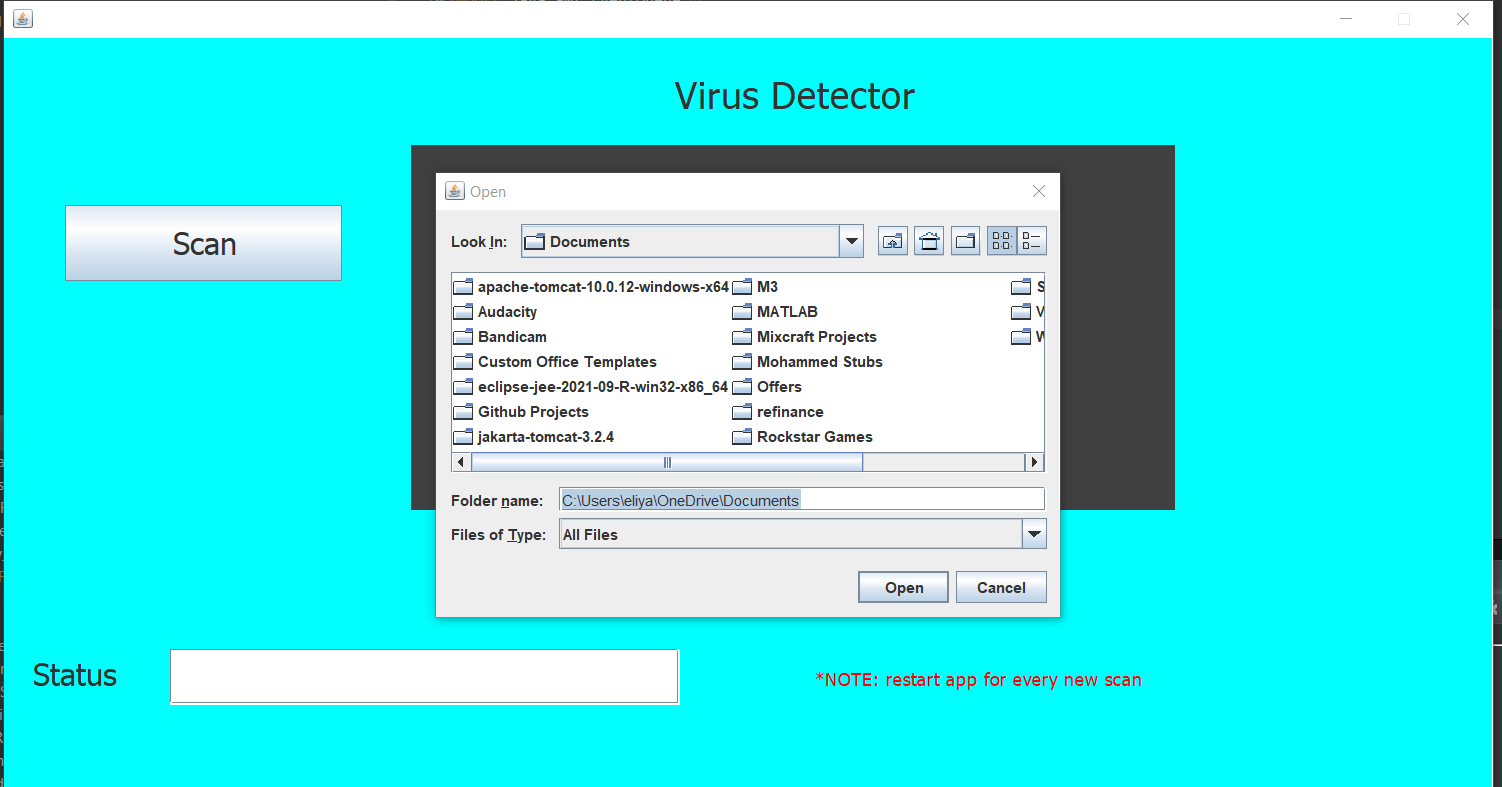 Virus Detector
Scan
Open
Look In:
Documents
apache-tomcat-10.0.12-windows-x64
Audacity
Bandicam
Custom Office Templates
eclipse-jee-2021-09-R-win32-x86_64
Github Projects
jakarta-tomcat-3.2.4
M3
MATLAB
Mixcraft Projects
Mohammed Stubs
Offers
refinance
Rockstar Games
Folder name: C:\Users\eliya\OneDrive\Documents
Files of Type: All Files
Open Cancel
Status
*NOTE: restart app for every new scan